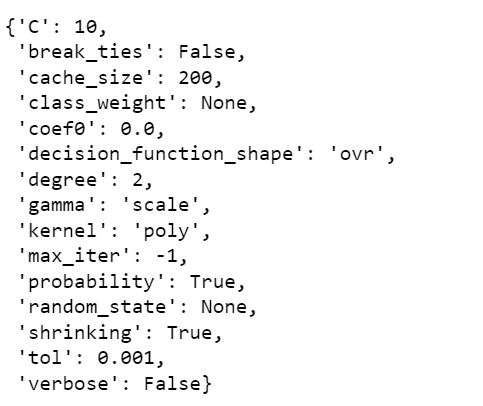 {'C': 10,
 'break_ties': False,
 'cache_size': 200,
 'class_weight': None,
 'coef0': 0.0,
 'decision_function_shape': 'ovr',
 'degree': 2,
 'gamma': 'scale',
 'kernel': 'poly',
 'max_iter': -1,
 'probability': True,
 'random_state': None,
 'shrinking': True,
 'tol': 0.001,
 'verbose': False}